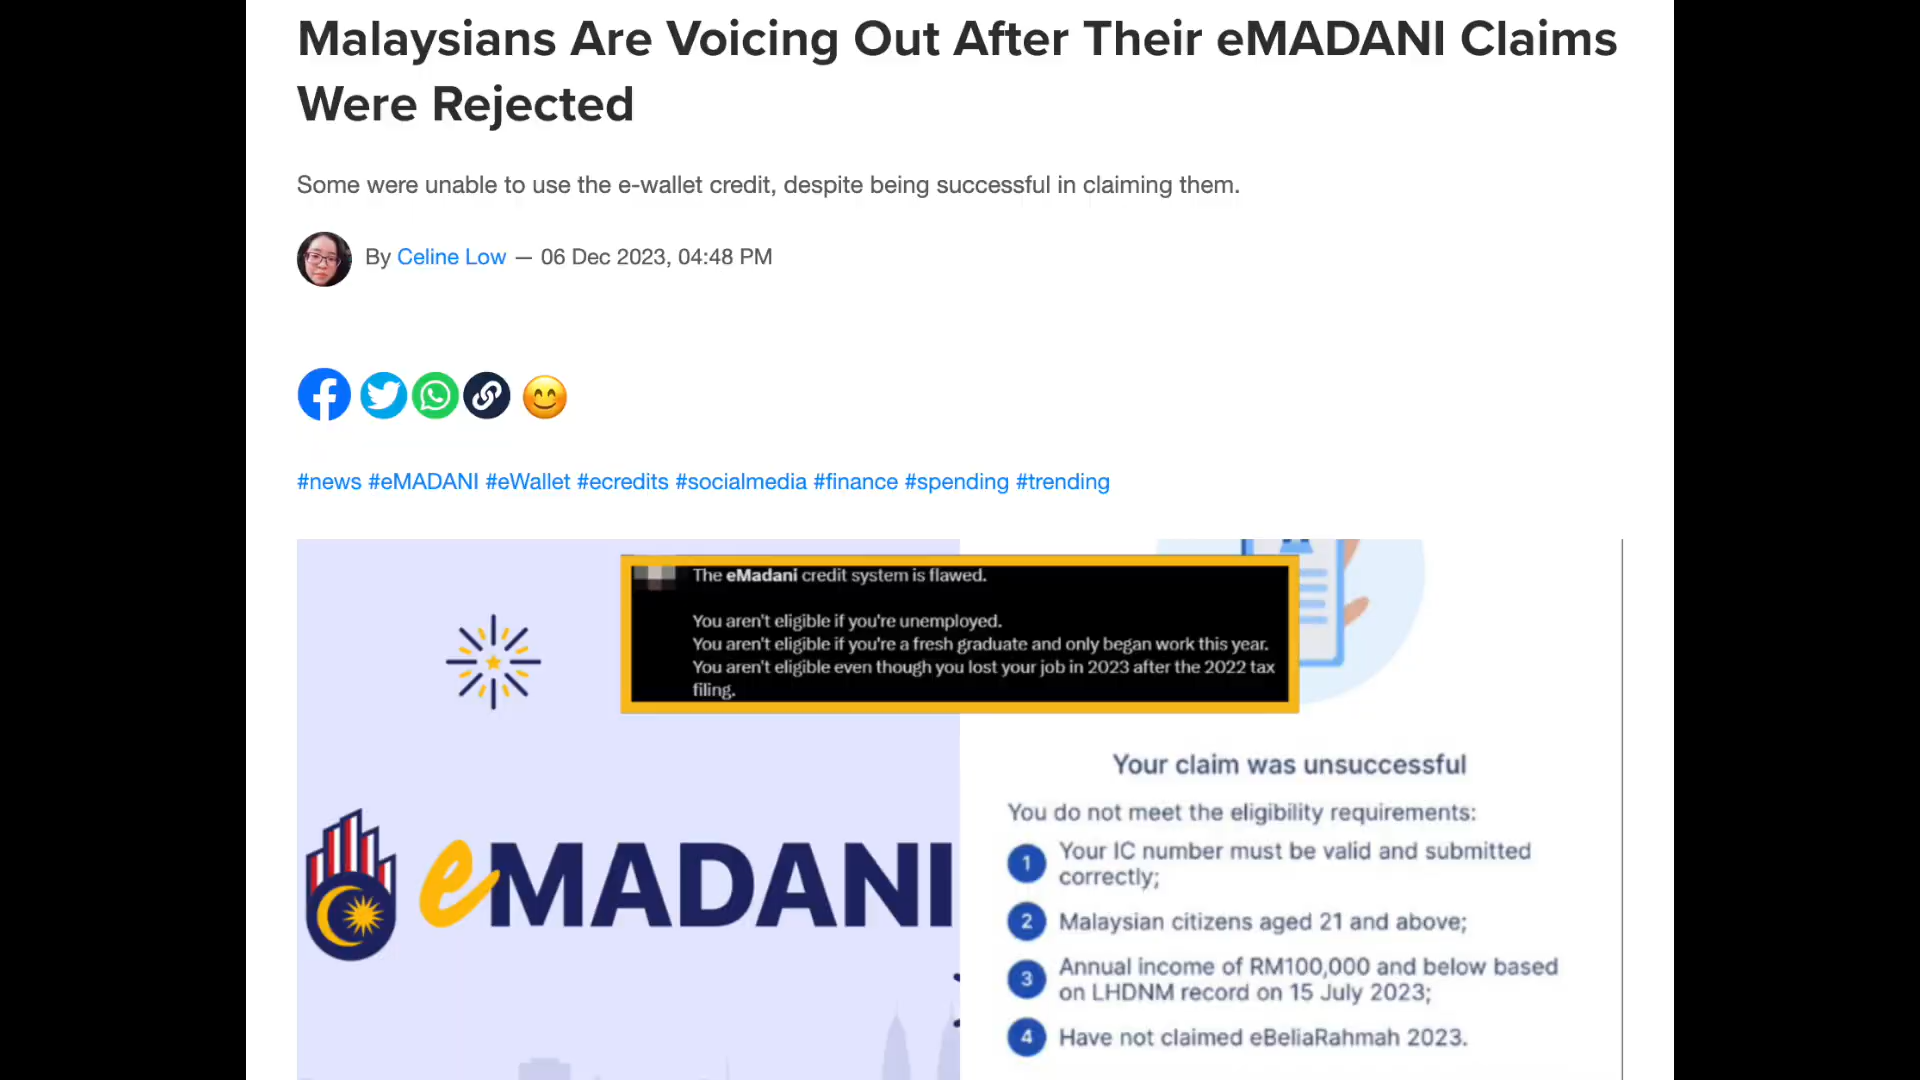 Malaysians Are Voicing Out After Their eMADANI Claims
Were Rejected
Some were unable to use the e-wallet credit, despite being successful in claiming them.
By Celine Low — 06 Dec 2023, 04:48 PM
#news #eMADANI #eWallet #ecredits #socialmedia #finance #spending #trending
The eMadani credit system is flawed.
You aren't eligible if you're unemployed.
You aren't eligible if you're a fresh graduate and only began work this year.
You aren't eligible even though you lost your job in 2023 after the 2022 tax
filing.
eMADANI
Your claim was unsuccessful
You do not meet the eligibility requirements:
1 Your IC number must be valid and submitted
correctly;
2 Malaysian citizens aged 21 and above;
3 Annual income of RM100,000 and below based
on LHDNM record on 15 July 2023;
4 Have not claimed eBeliaRahmah 2023.